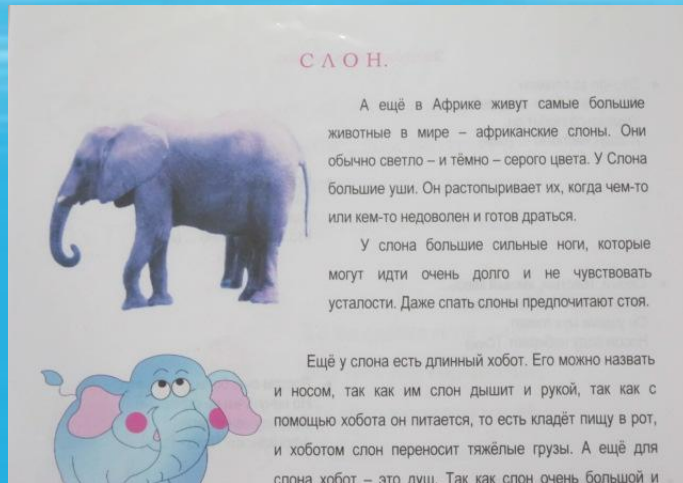 СЛОН.
А ещё в Африке живут самые большие
животные в мире – африканские слоны. Они
обычно светло – и тёмно – серого цвета. У Слона
большие уши. Он растопыривает их, когда чем-то
или кем-то недоволен и готов драться.
У слона большие сильные ноги, которые
могут идти очень долго и не чувствовать
усталости. Даже спать слоны предпочитают стоя.
Ещё у слона есть длинный хобот. Его можно назвать
и носом, так как им слон дышит и рукой, так как с
помощью хобота он питается, то есть кладёт пищу в рот,
и хоботом слон переносит тяжёлые грузы. А ещё для
слона хобот – это душ. Так как слон очень большой и